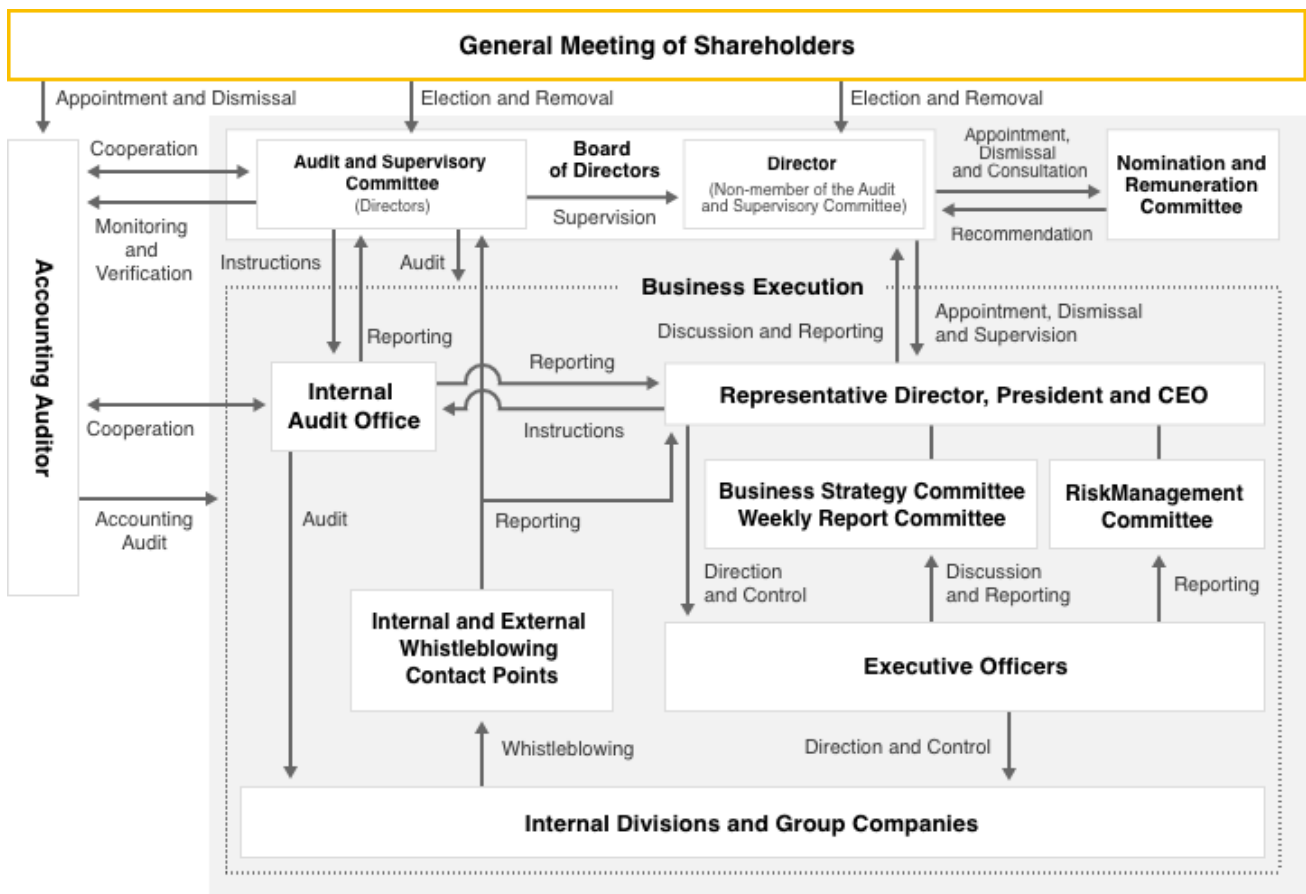 General Meeting of Shareholders
Appointment and Dismissal
Election and Removal
Election and Removal
Cooperation
Monitoring
and
Verification
Accounting Auditor
Audit and Supervisory
Committee
(Directors)
Board
of Directors
Supervision
Director
(Non-member of the Audit
and Supervisory Committee)
Appointment,
Dismissal
and Consultation
Recommendation
Nomination and
Remuneration
Committee
Instructions
Audit
Reporting
Business Execution
Discussion and Reporting
Appointment, Dismissal
and Supervision
Internal
Audit Office
Reporting
Instructions
Representative Director, President and CEO
Cooperation
Accounting
Audit
Audit
Reporting
Business Strategy Committee
Weekly Report Committee
RiskManagement
Committee
Direction
and Control
Discussion
and Reporting
Reporting
Internal and External
Whistleblowing
Contact Points
Executive Officers
Whistleblowing
Direction and Control
Internal Divisions and Group Companies